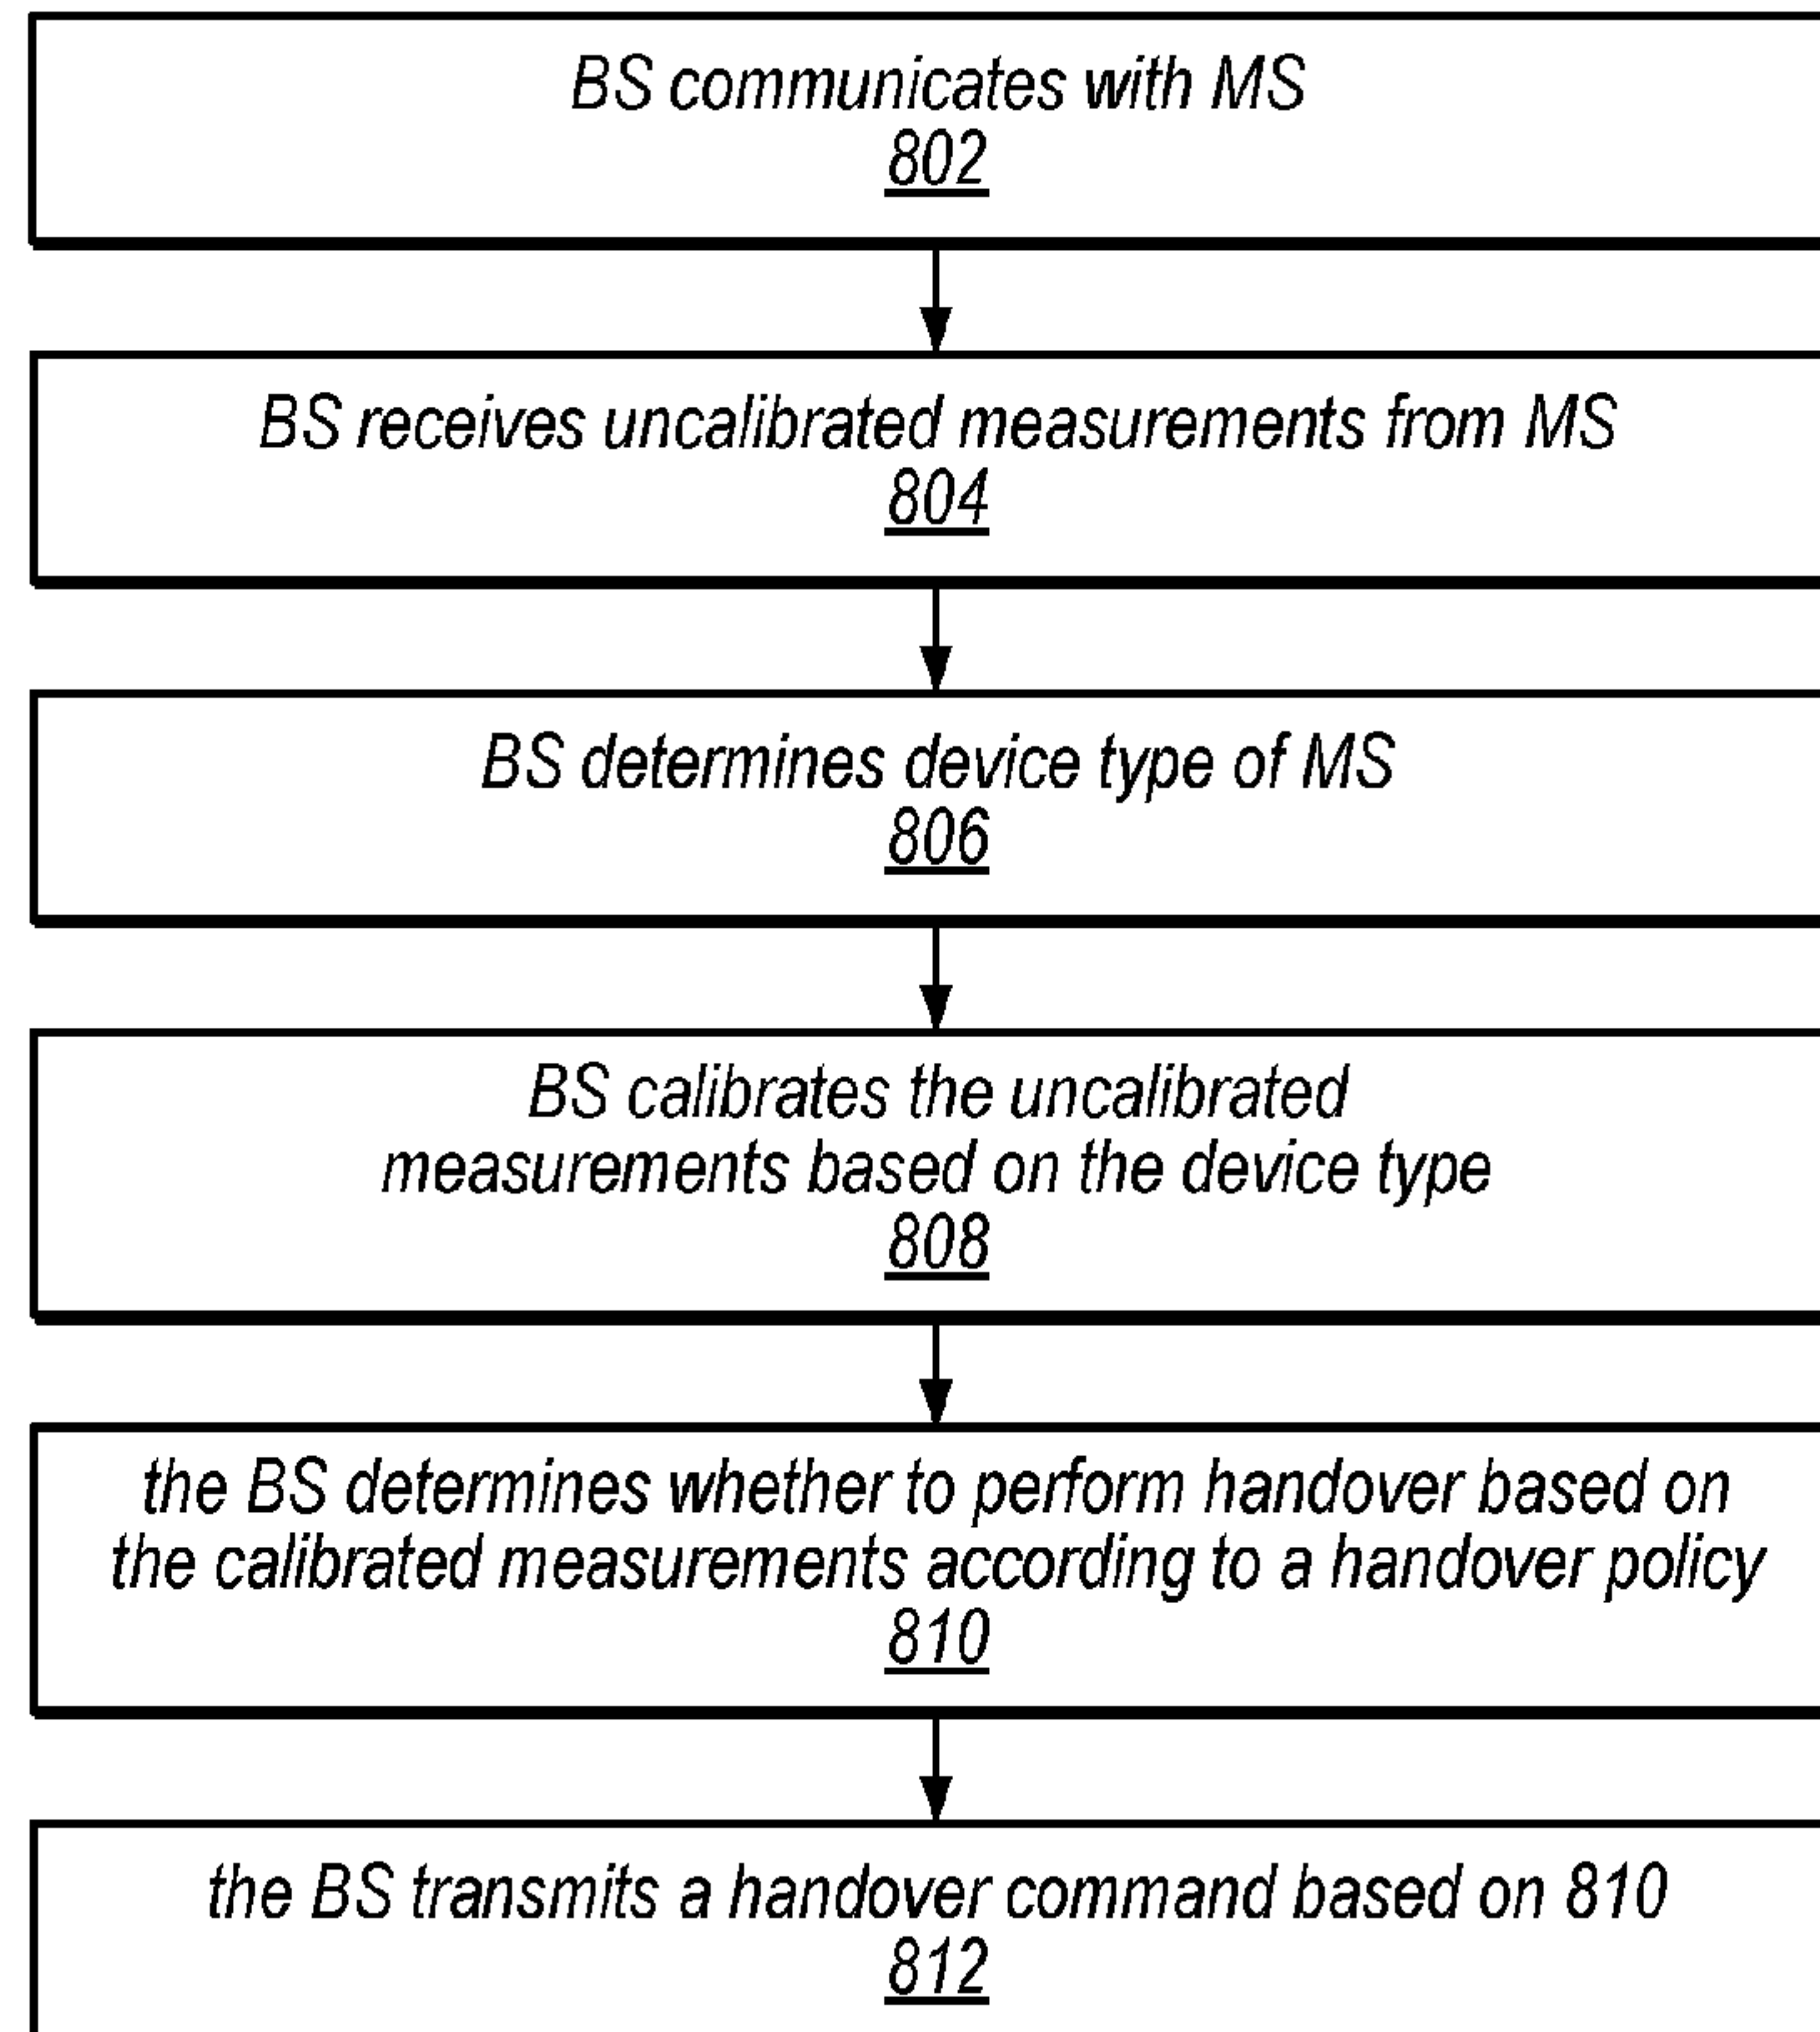 BS communicates with MS
802
BS receives uncalibrated measurements from MS
804
BS determines device type of MS
806
BS calibrates the uncalibrated
measurements based on the device type
808
the BS determines whether to perform handover based on
the calibrated measurements according to a handover policy
810
the BS transmits a handover command based on 810
812